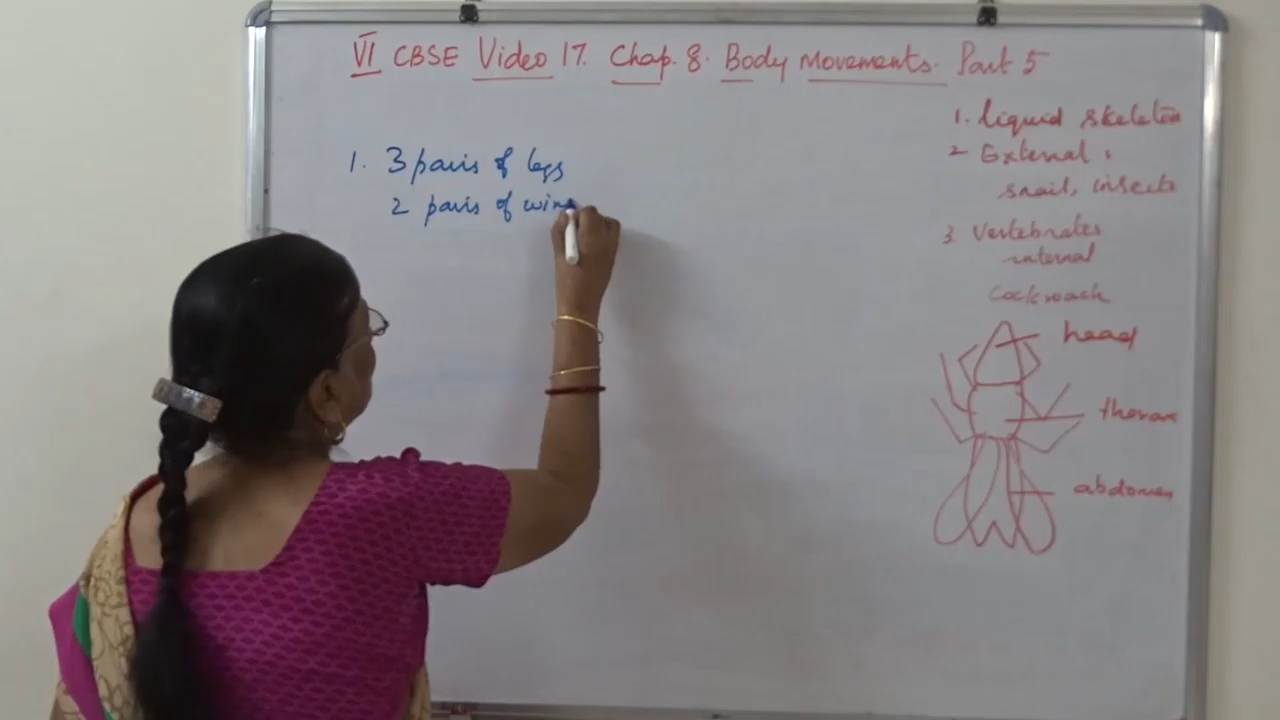 VI CBSE Video 17. Chap. 8. Body Movements. Part 5
1. 3 pairs of legs
2 pairs of wing
1. liquid skeleton
2 External
snail, insects
3. Vertebrates
internal
Cockroach
head
thorax
abdomen